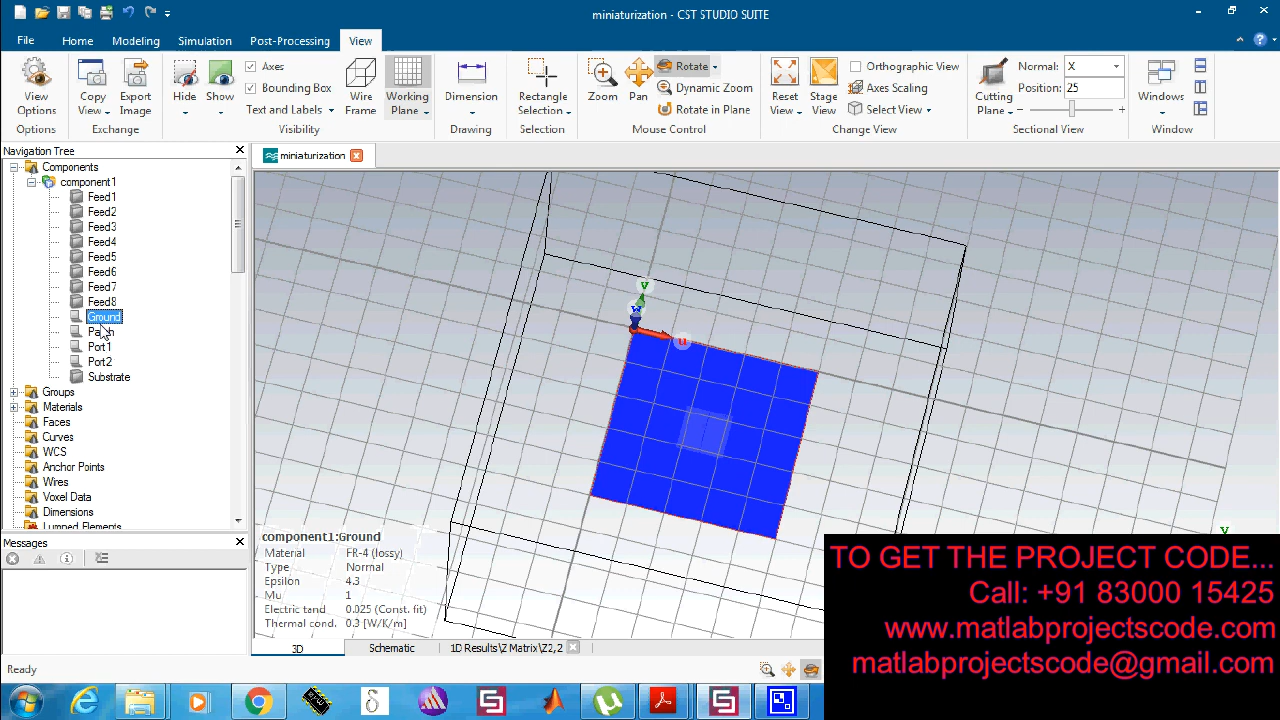 miniaturization - CST STUDIO SUITE
File Home Modeling Simulation Post-Processing View
View Options
Options
Copy View
Export Image
Exchange
Hide
Show
Axes
Bounding Box
Text and Labels
Visibility
Wire Frame
Working Plane
Dimension
Drawing
Rectangle Selection
Selection
Zoom
Pan
Rotate
Dynamic Zoom
Rotate in Plane
Mouse Control
Reset View
Stage View
Orthographic View
Axes Scaling
Select View
Change View
Cutting Plane
Normal: X
Position: 25
Sectional View
Windows
Window
Navigation Tree
miniaturization
Components
component1
Feed1
Feed2
Feed3
Feed4
Feed5
Feed6
Feed7
Feed8
Ground
Port1
Port2
Substrate
Groups
Materials
Faces
Curves
WCS
Anchor Points
Wires
Voxel Data
Dimensions
Lumped Elements
Messages
v
w
u
v
component1:Ground
Material FR-4 (lossy)
Type Normal
Epsilon 4.3
Mu 1
Electric tand 0.025 (Const. fit)
Thermal cond. 0.3 [W/K/m]
3D Schematic 1D Results\Z Matrix\Z2,2
Ready
TO GET THE PROJECT CODE...
Call: +91 83000 15425
www.matlabprojectscode.com
matlabprojectscode@gmail.com